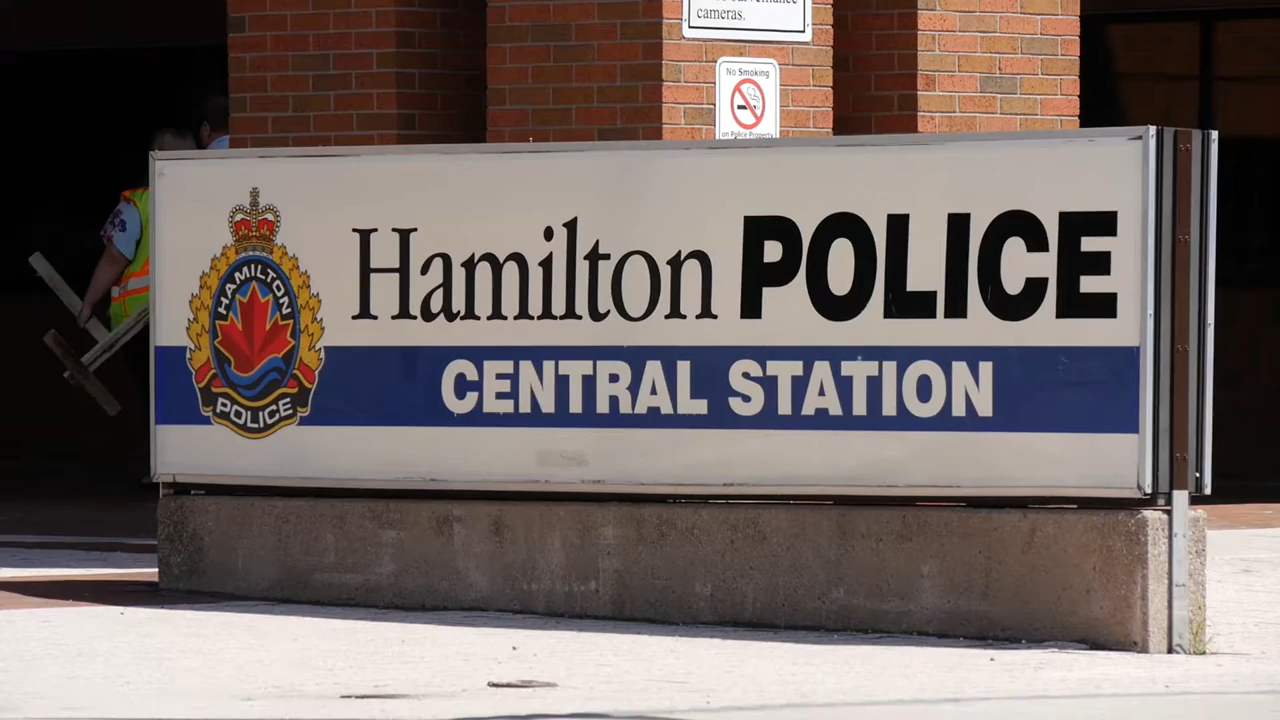 cameras.
No Smoking
on Police Property
HAMILTON
POLICE
Hamilton POLICE
CENTRAL STATION